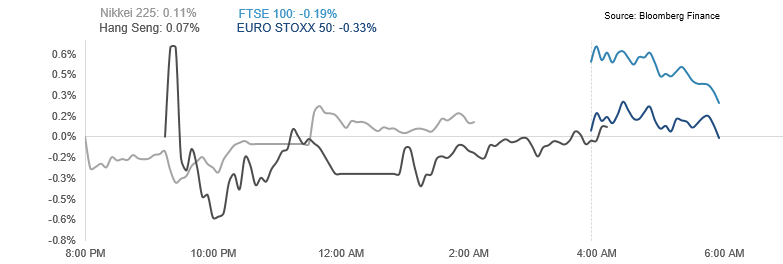 Nikkei 225: 0.11%
FTSE 100: -0.19%
Source: Bloomberg Finance
Hang Seng: 0.07%
EURO STOXX 50: -0.33%
0.6%
0.5%
0.3%
0.2%
0.0%
-0.2%
-0.3%
-0.5%
-0.6%
-0.8%
8:00 PM
10:00 PM
12:00 AM
2:00 AM
4:00 AM
6:00 AM